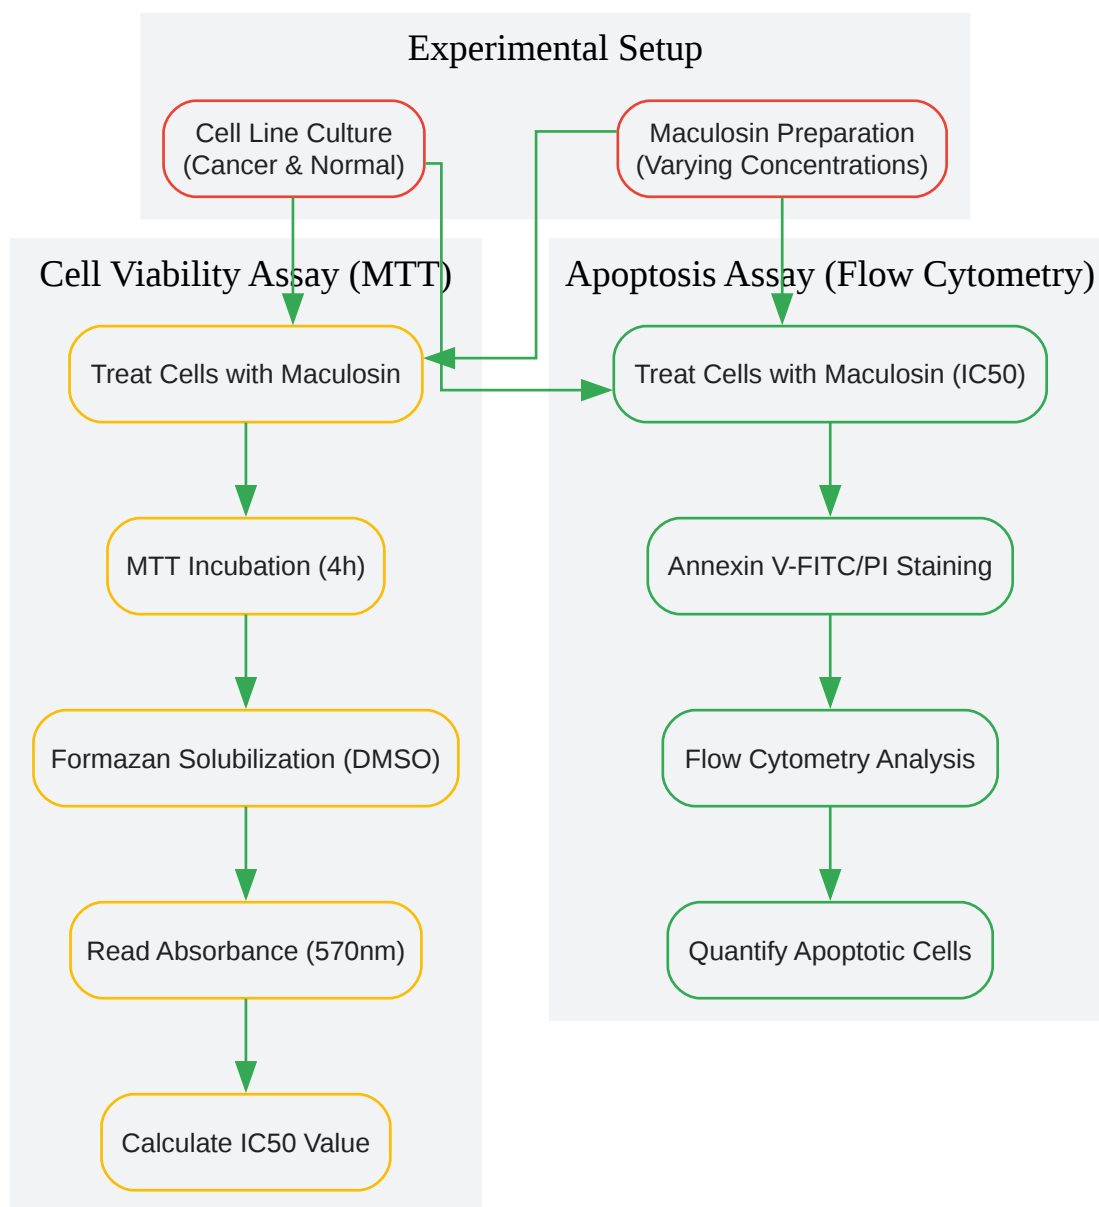 Experimental Setup
Cell Line Culture
(Cancer & Normal)
Maculosin Preparation
(Varying Concentrations)
Cell Viability Assay (MTT)
Treat Cells with Maculosin
MTT Incubation (4h)
Formazan Solubilization (DMSO)
Read Absorbance (570nm)
Calculate IC50 Value
Apoptosis Assay (Flow Cytometry)
Treat Cells with Maculosin (IC50)
Annexin V-FITC/PI Staining
Flow Cytometry Analysis
Quantify Apoptotic Cells